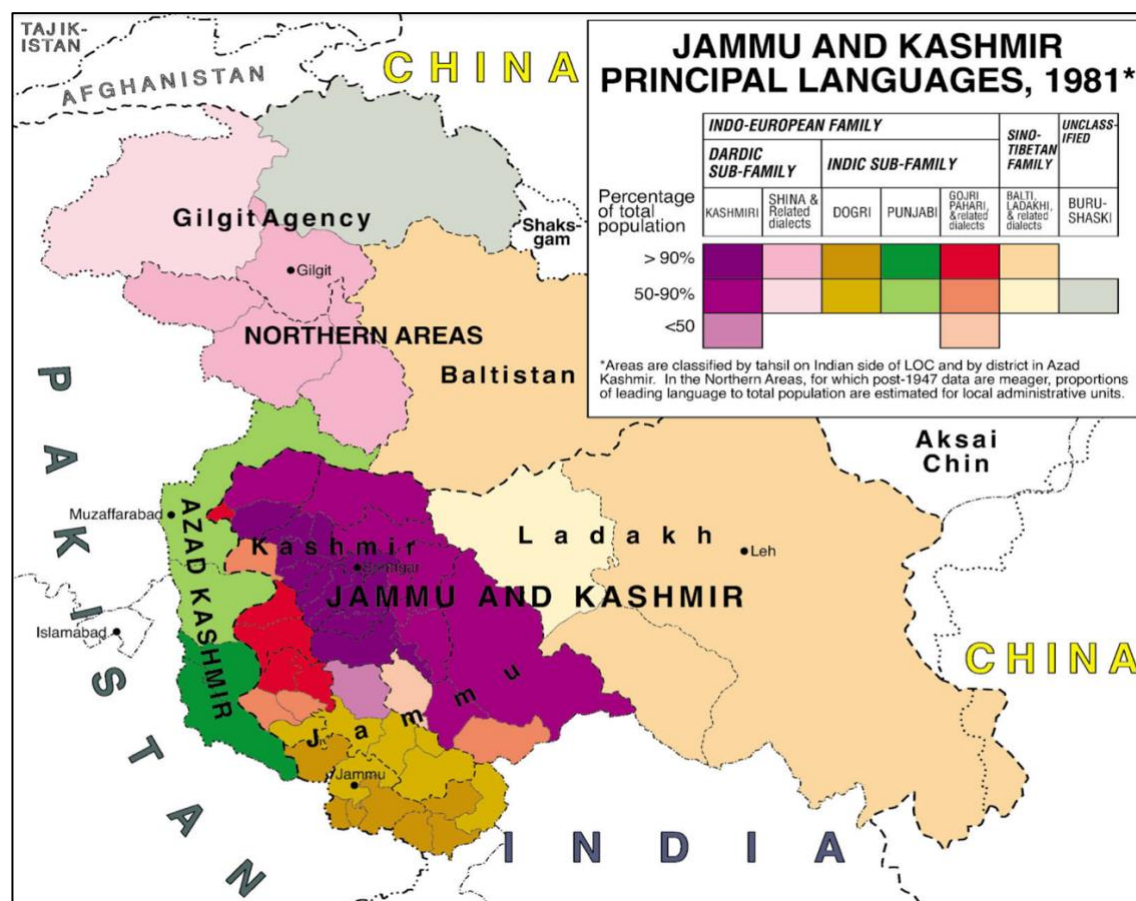 TAJIK-
ISTAN
AFGHANISTAN
CHINA
JAMMU AND KASHMIR
PRINCIPAL LANGUAGES, 1981*
INDO-EUROPEAN FAMILY
SINO-
TIBETAN
FAMILY
UNCLASS-
IFIED
DARDIC
SUB-FAMILY
INDIC SUB-FAMILY
Percentage
of total
population
KASHMIRI
SHINA &
Related
dialects
DOGRI
PUNJABI
GOJRI
PAHARI,
& related
dialects
BALTI,
LADAKHI,
& related
dialects
BURU-
SHASKI
> 90%
50-90%
<50
*Areas are classified by tahsil on Indian side of LOC and by district in Azad
Kashmir. In the Northern Areas, for which post-1947 data are meager, proportions
of leading language to total population are estimated for local administrative units.
Gilgit Agency
Shaks-
gam
Gilgit
NORTHERN AREAS
Baltistan
PAKISTAN
Aksai
Chin
Muzaffarabad
AZAD KASHMIR
Kashmir
Ladakh
Leh
Srinagar
JAMMU AND KASHMIR
Islamabad
CHINA
Jammu
Jammu
INDIA